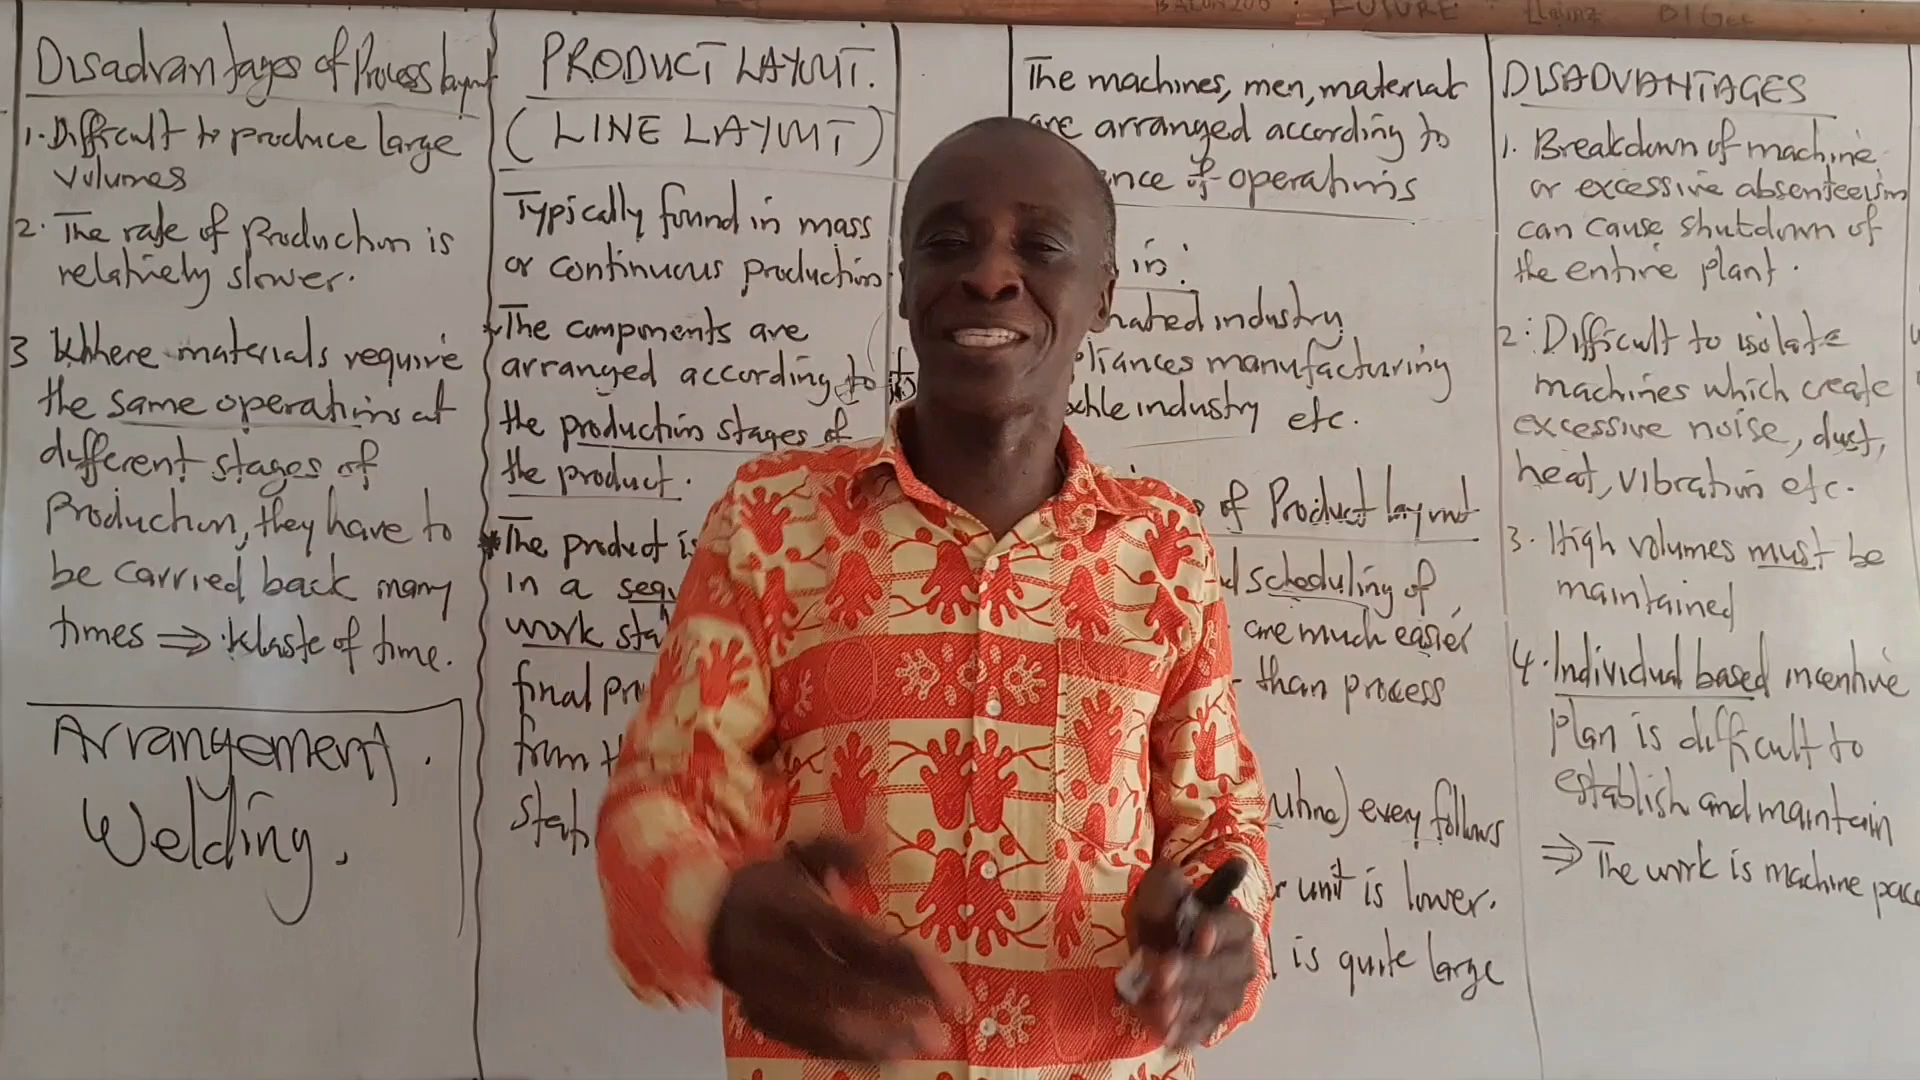 BALUNZUB . FUTURE
Disadvantages of Process layout
1. Difficult to produce large
volumes
2. The rate of Production is
relatively slower.
3 Where materials require
the same operations at
different stages of
Production, they have to
be carried back many
times ⇒ Waste of time.
Arrangement.
Welding.
PRODUCT LAYOUT.
(LINE LAYOUT)
Typically found in mass
or continuous production
The components are
arranged according to
the production stages of
the product.
* The product is
in a
work
final
from
The machines, men, materials
are arranged according to
of operations
in:
industry
manufacturing
industry etc.
of Product layout
scheduling of
are much easier
than process
every follows
unit is lower.
is quite large
DISADVANTAGES
1. Breakdown of machine
or excessive absenteeism
can cause shutdown of
the entire plant.
2. Difficult to isolate
machines which create
excessive noise, dust,
heat, vibration etc.
3. High volumes must be
maintained
4. Individual based incentive
plan is difficult to
establish and maintain
⇒ The work is machine